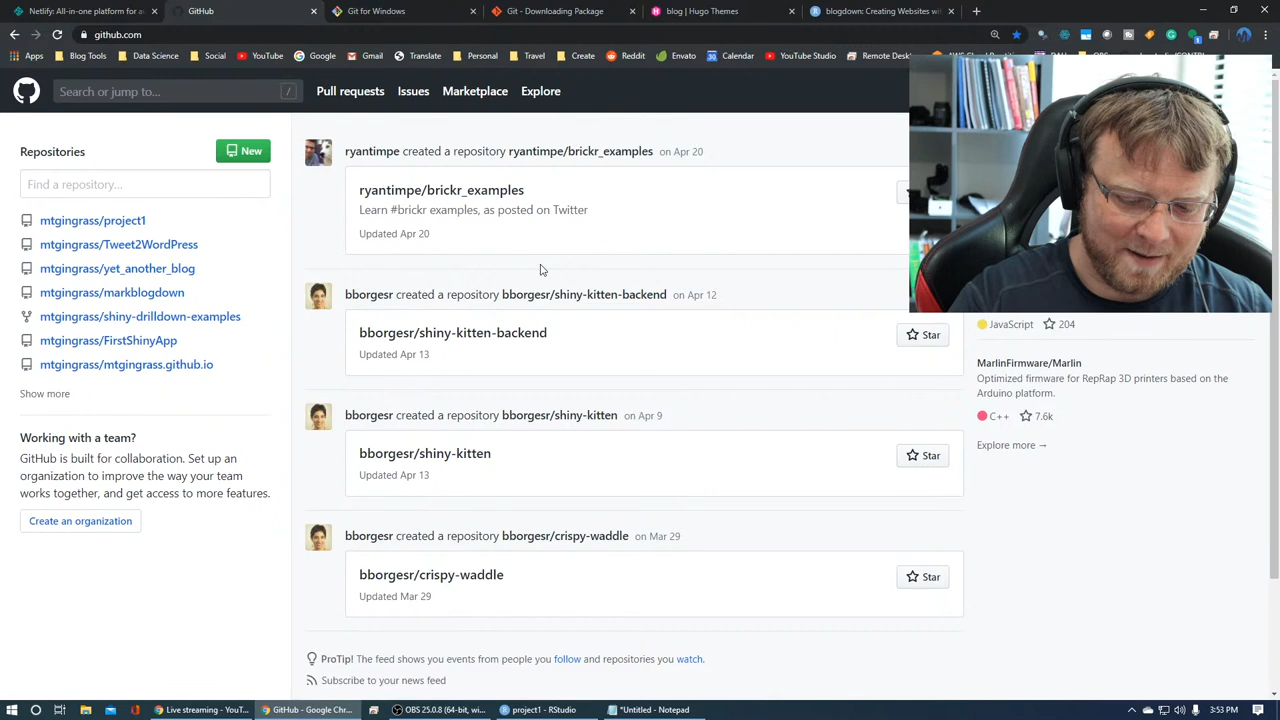 Netlify: All-in-one platform for a
GitHub
Git for Windows
Git - Downloading Package
blog | Hugo Themes
blogdown: Creating Websites wi
github.com
Apps
Blog Tools
Data Science
Social
YouTube
Google
Gmail
Translate
Personal
Travel
Create
Reddit
Envato
Calendar
YouTube Studio
Remote Desk
Search or jump to...
/
Pull requests
Issues
Marketplace
Explore
Repositories
New
Find a repository...
mtgingrass/project1
mtgingrass/Tweet2WordPress
mtgingrass/yet_another_blog
mtgingrass/markblogdown
mtgingrass/shiny-drilldown-examples
mtgingrass/FirstShinyApp
mtgingrass/mtgingrass.github.io
Show more
Working with a team?
GitHub is built for collaboration. Set up an
organization to improve the way your team
works together, and get access to more features.
Create an organization
ryantimpe created a repository ryantimpe/brickr_examples on Apr 20
ryantimpe/brickr_examples
Learn #brickr examples, as posted on Twitter
Updated Apr 20
bborgesr created a repository bborgesr/shiny-kitten-backend on Apr 12
bborgesr/shiny-kitten-backend
Star
Updated Apr 13
bborgesr created a repository bborgesr/shiny-kitten on Apr 9
bborgesr/shiny-kitten
Star
Updated Apr 13
bborgesr created a repository bborgesr/crispy-waddle on Mar 29
bborgesr/crispy-waddle
Star
Updated Mar 29
ProTip! The feed shows you events from people you follow and repositories you watch.
Subscribe to your news feed
JavaScript 204
MarlinFirmware/Marlin
Optimized firmware for RepRap 3D printers based on the
Arduino platform.
C++ 7.6k
Explore more →
Live streaming - YouT...
GitHub - Google Chr...
OBS 25.0.8 (64-bit, wi...
project1 - RStudio
*Untitled - Notepad
3:53 PM